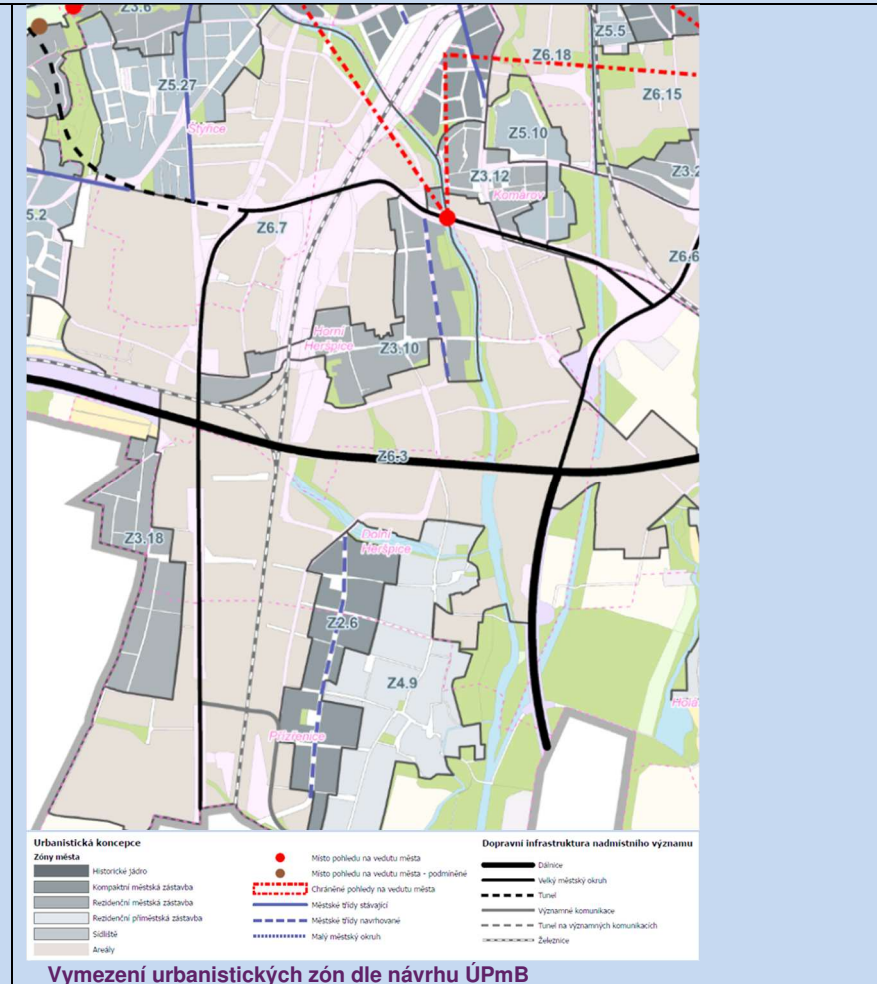 Z3.6
Z5.5
Z6.18
Z5.27
Z6.15
Štýřice
Z5.10
Z3.12
Z3.2
Komárov
5.2
Z6.7
Z6.6
Horní
Heršpice
Z3.10
Z6.3
Z3.18
Dolní
Heršpice
Z2.6
Z4.9
Holá
Přízřenice
Urbanistická koncepce
Zóny města
Historické jádro
Kompaktní městská zástavba
Rezidenční městská zástavba
Rezidenční příměstská zástavba
Sídliště
Areály
Místo pohledu na vedutu města
Místo pohledu na vedutu města - podmíněné
Chráněné pohledy na vedutu města
Městské třídy stávající
Městské třídy navrhované
Malý městský okruh
Dopravní infrastruktura nadmístního významu
Dálnice
Velký městský okruh
Tunel
Významné komunikace
Tunel na významných komunikacích
Železnice
Vymezení urbanistických zón dle návrhu ÚPmB